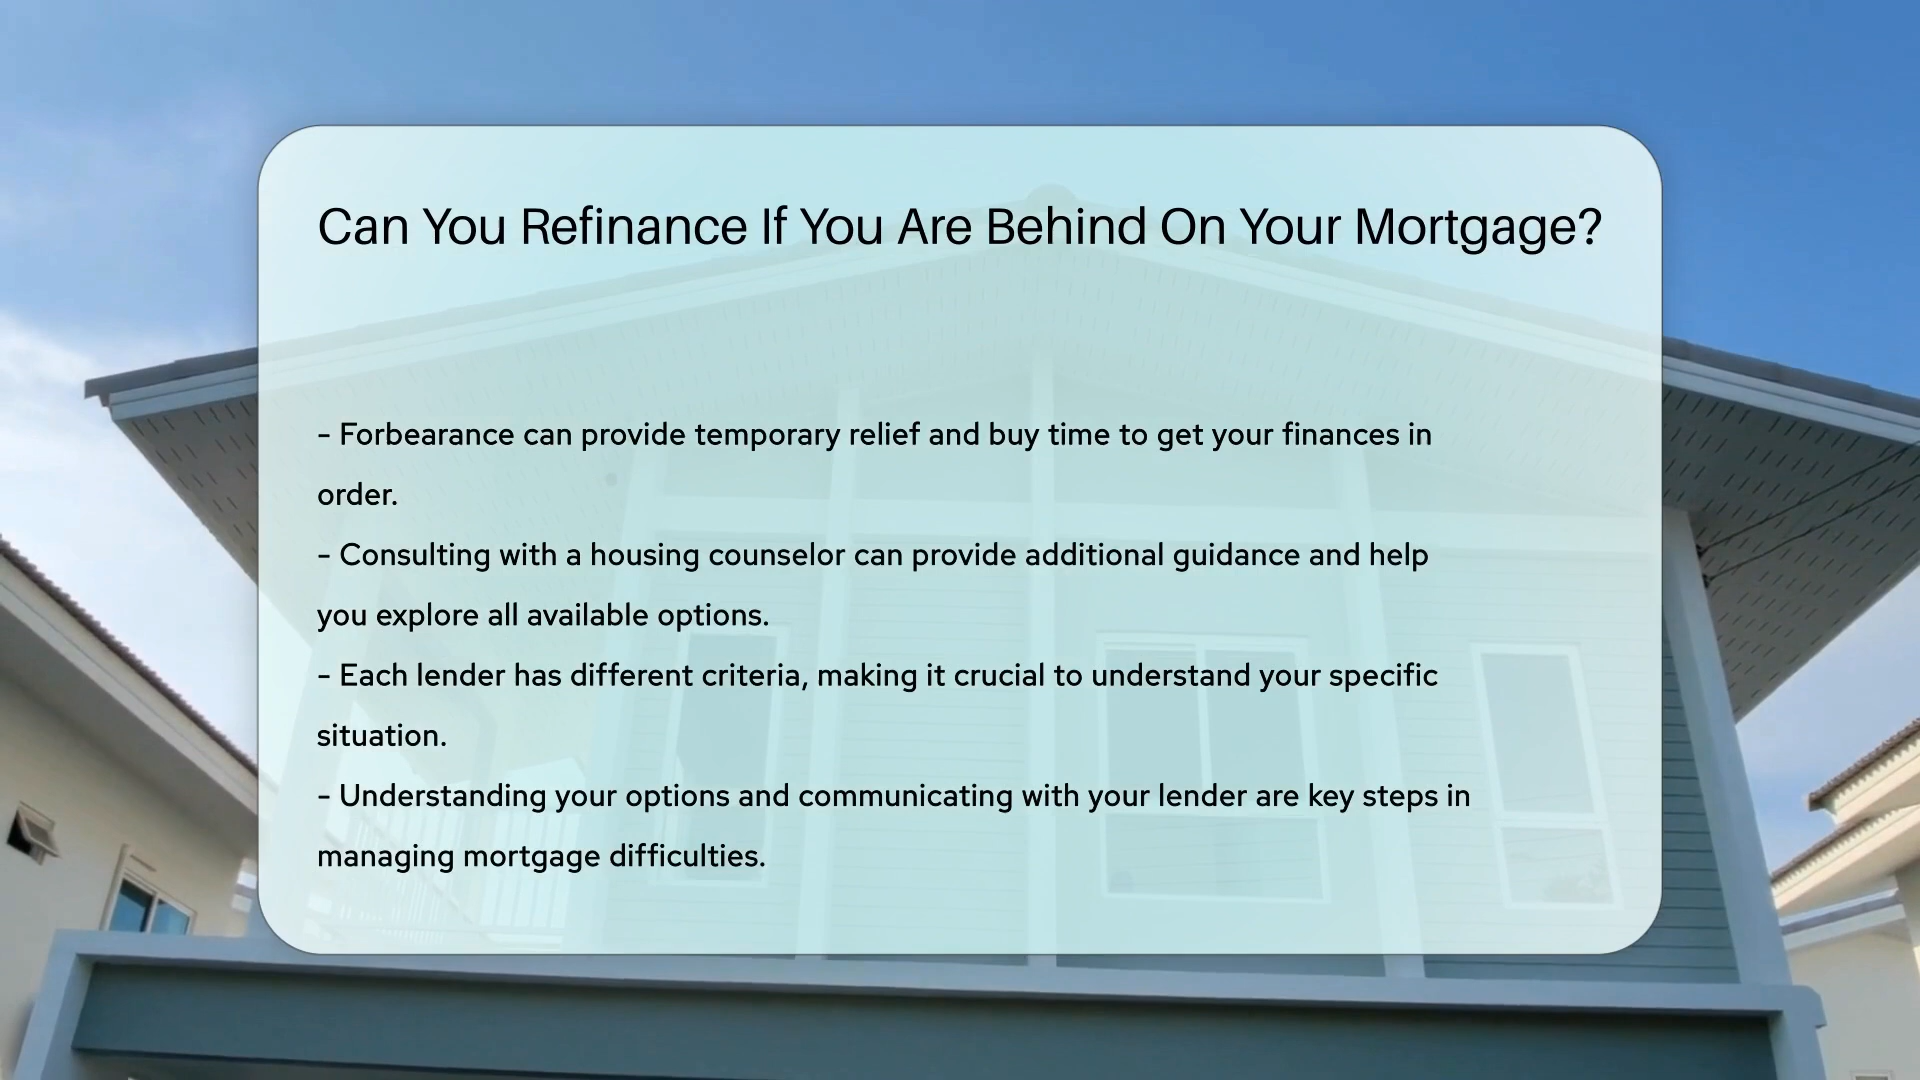 Can You Refinance If You Are Behind On Your Mortgage?
- Forbearance can provide temporary relief and buy time to get your finances in
order.
- Consulting with a housing counselor can provide additional guidance and help
you explore all available options.
- Each lender has different criteria, making it crucial to understand your specific
situation.
- Understanding your options and communicating with your lender are key steps in
managing mortgage difficulties.